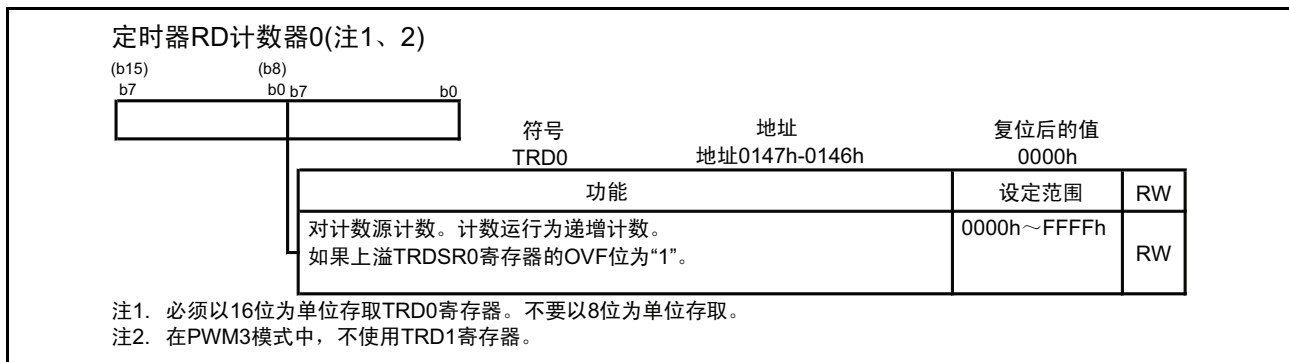 定时器RD计数器0(注1、2)
(b15) (b8)
b7 b0 b7 b0
符号 地址 复位后的值
TRD0 地址0147h-0146h 0000h
功能 设定范围 RW
对计数源计数。计数运行为递增计数。 0000h～FFFFh
如果上溢TRDSR0寄存器的OVF位为“1”。 RW
注1. 必须以16位为单位存取TRD0寄存器。不要以8位为单位存取。
注2. 在PWM3模式中，不使用TRD1寄存器。